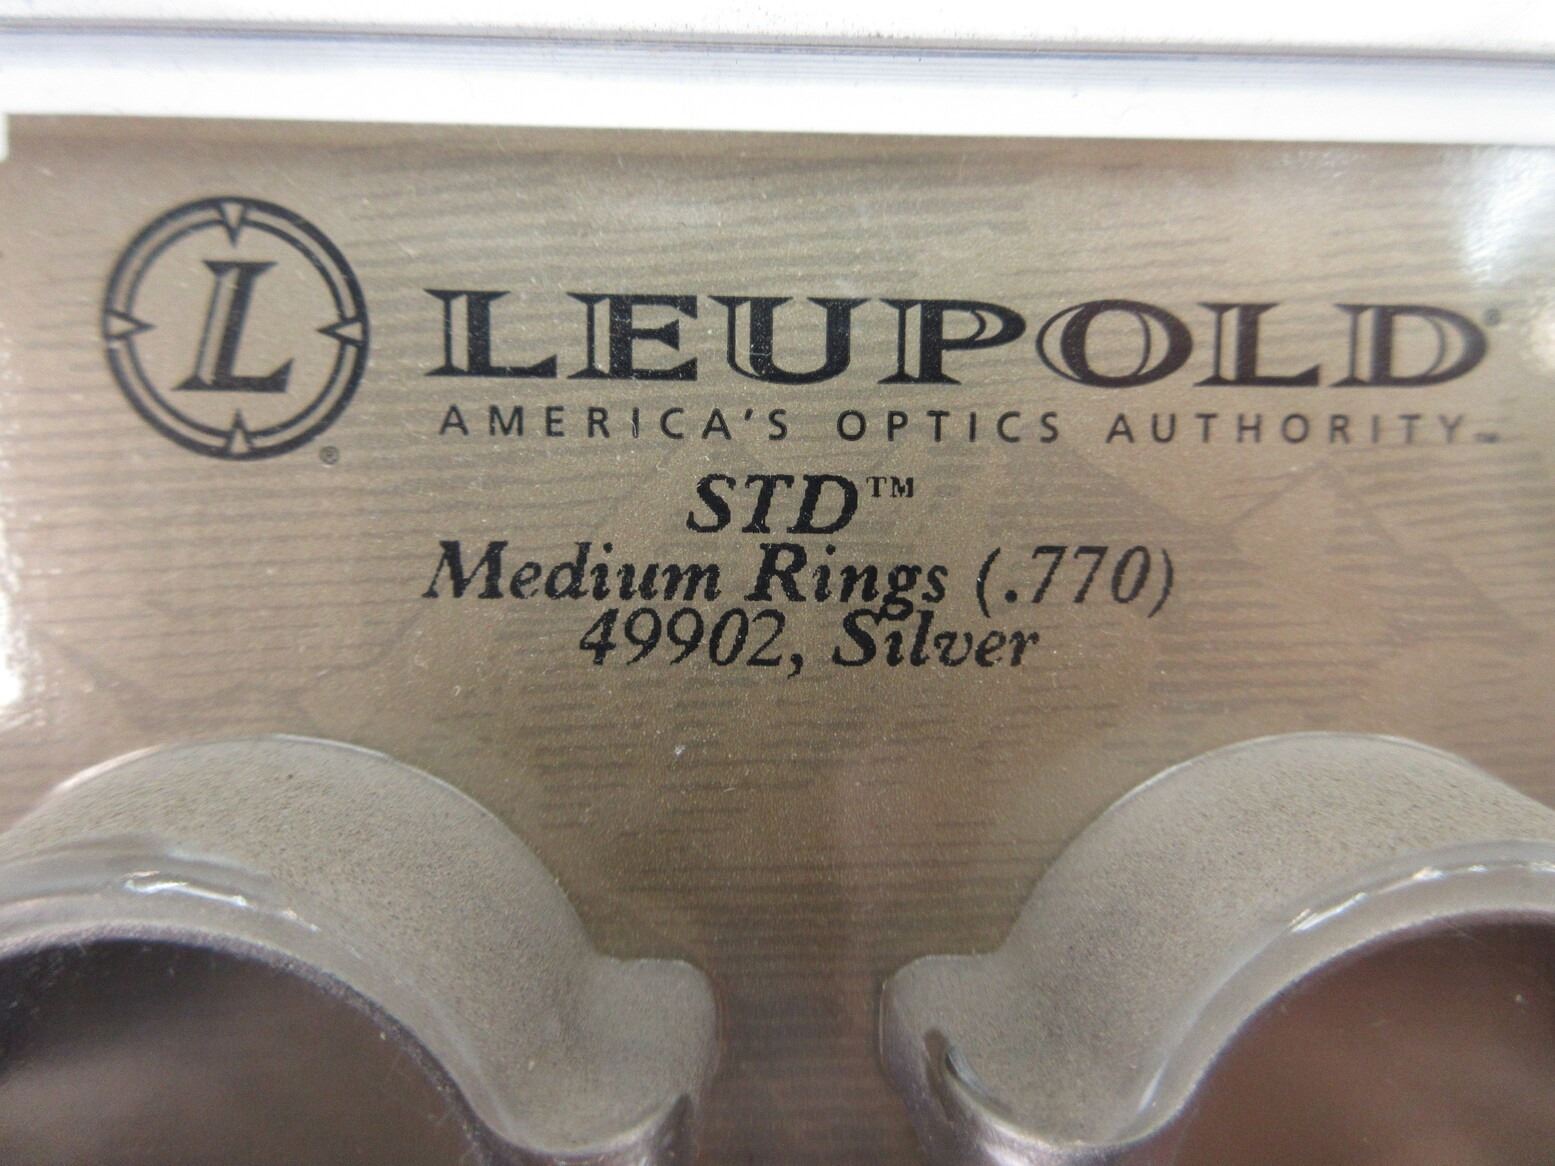 L®
LEUPOLD®
AMERICA'S OPTICS AUTHORITY™
STD™
Medium Rings (.770)
49902, Silver